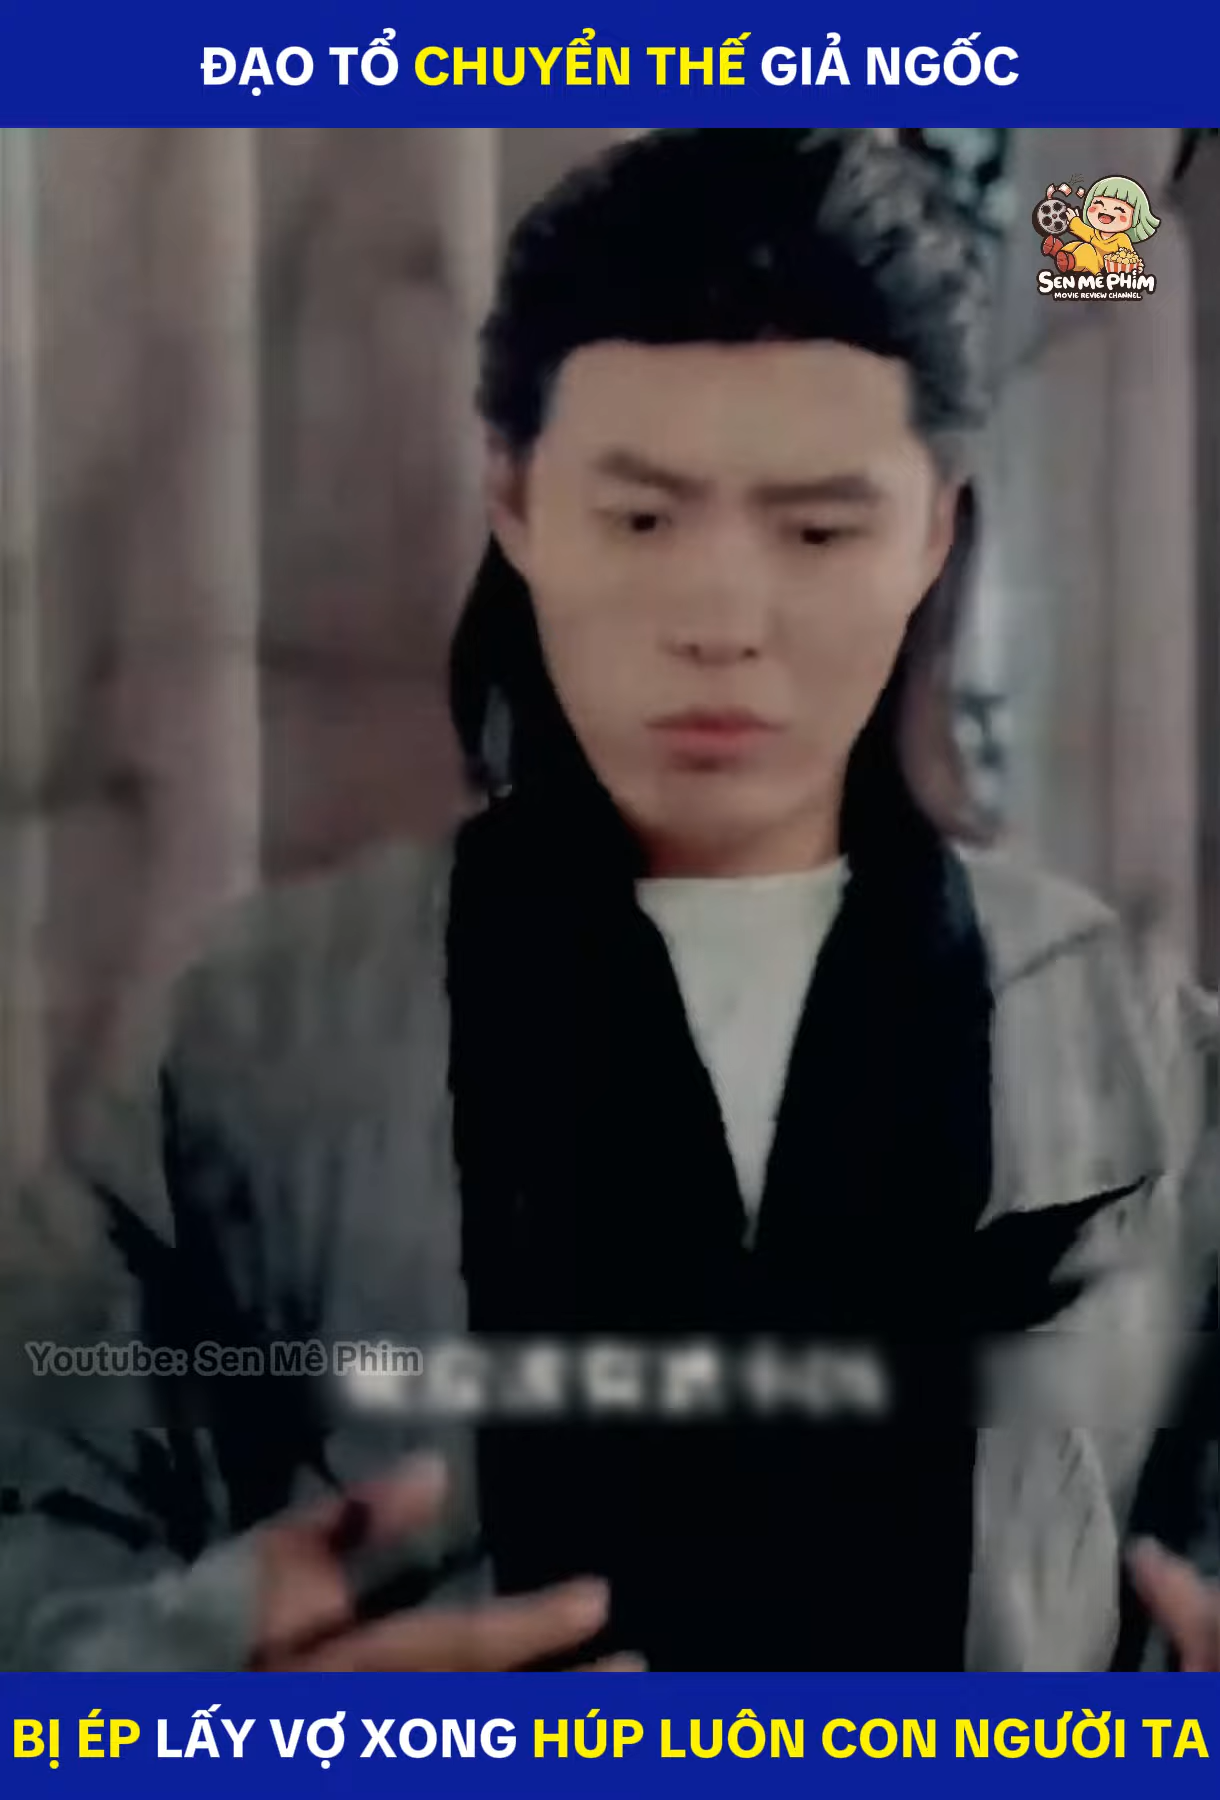 ĐẠO TỔ CHUYỂN THẾ GIẢ NGỐC
SEN MÊ PHIM
MOVIE REVIEW CHANNEL
Youtube: Sen Mê Phim
BỊ ÉP LẤY VỢ XONG HÚP LUÔN CON NGƯỜI TA